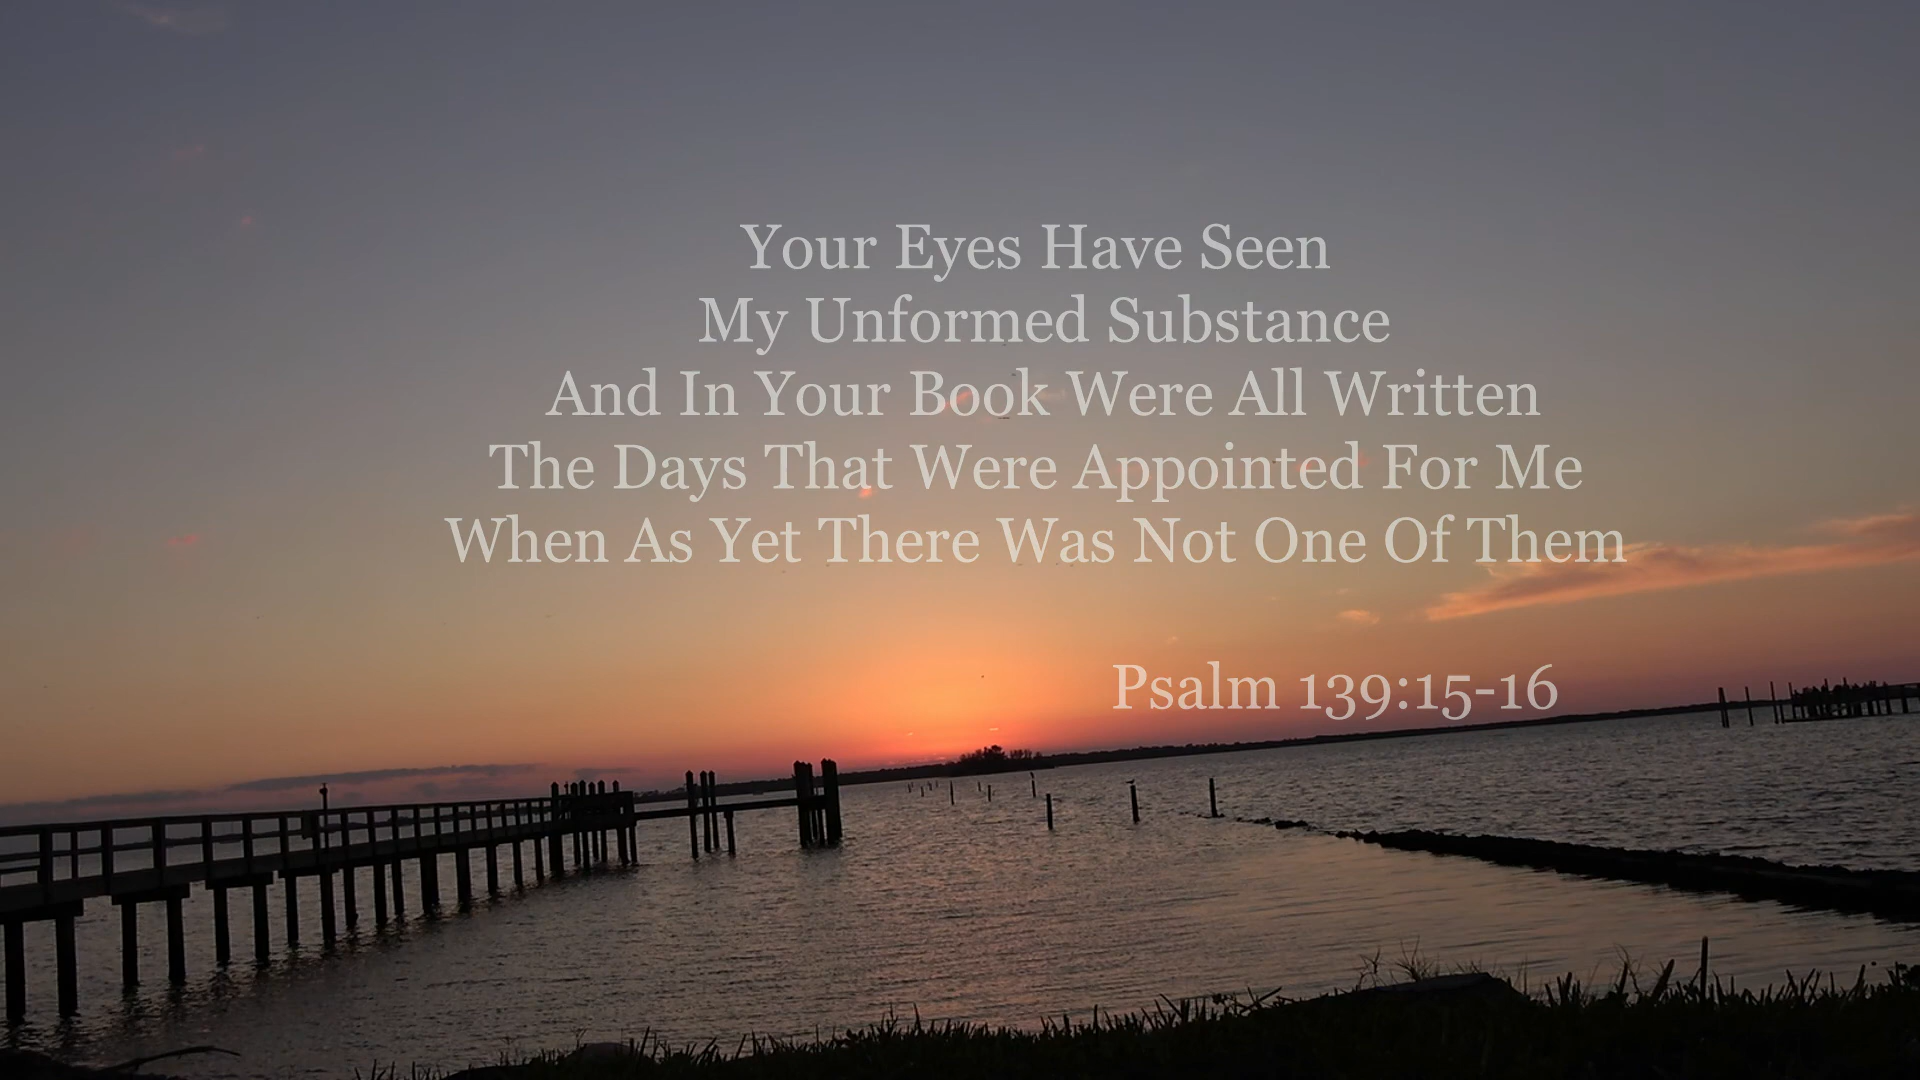 Your Eyes Have Seen
My Unformed Substance
And In Your Book Were All Written
The Days That Were Appointed For Me
When As Yet There Was Not One Of Them
Psalm 139:15-16